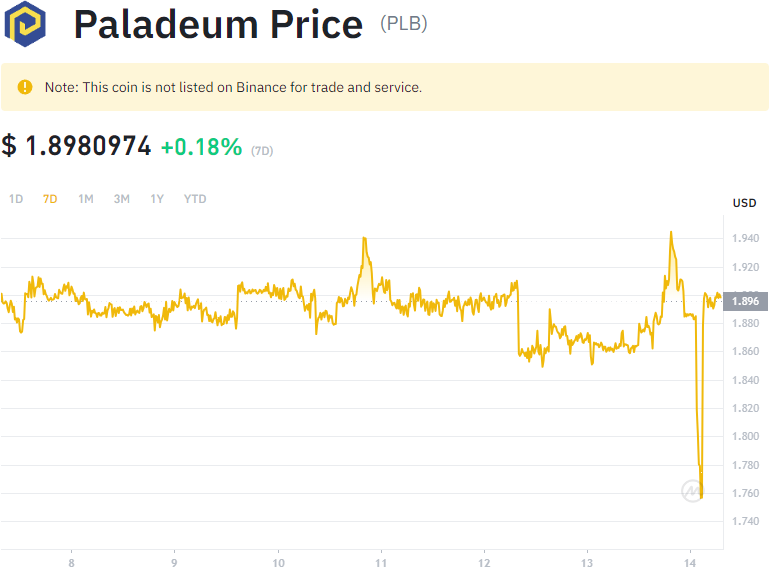 Paladeum Price (PLB)
Note: This coin is not listed on Binance for trade and service.
$ 1.8980974 +0.18% (7D)
1D 7D 1M 3M 1Y YTD
USD
1.940
1.920
1.896
1.880
1.860
1.840
1.820
1.800
1.780
1.760
1.740
8 9 10 11 12 13 14